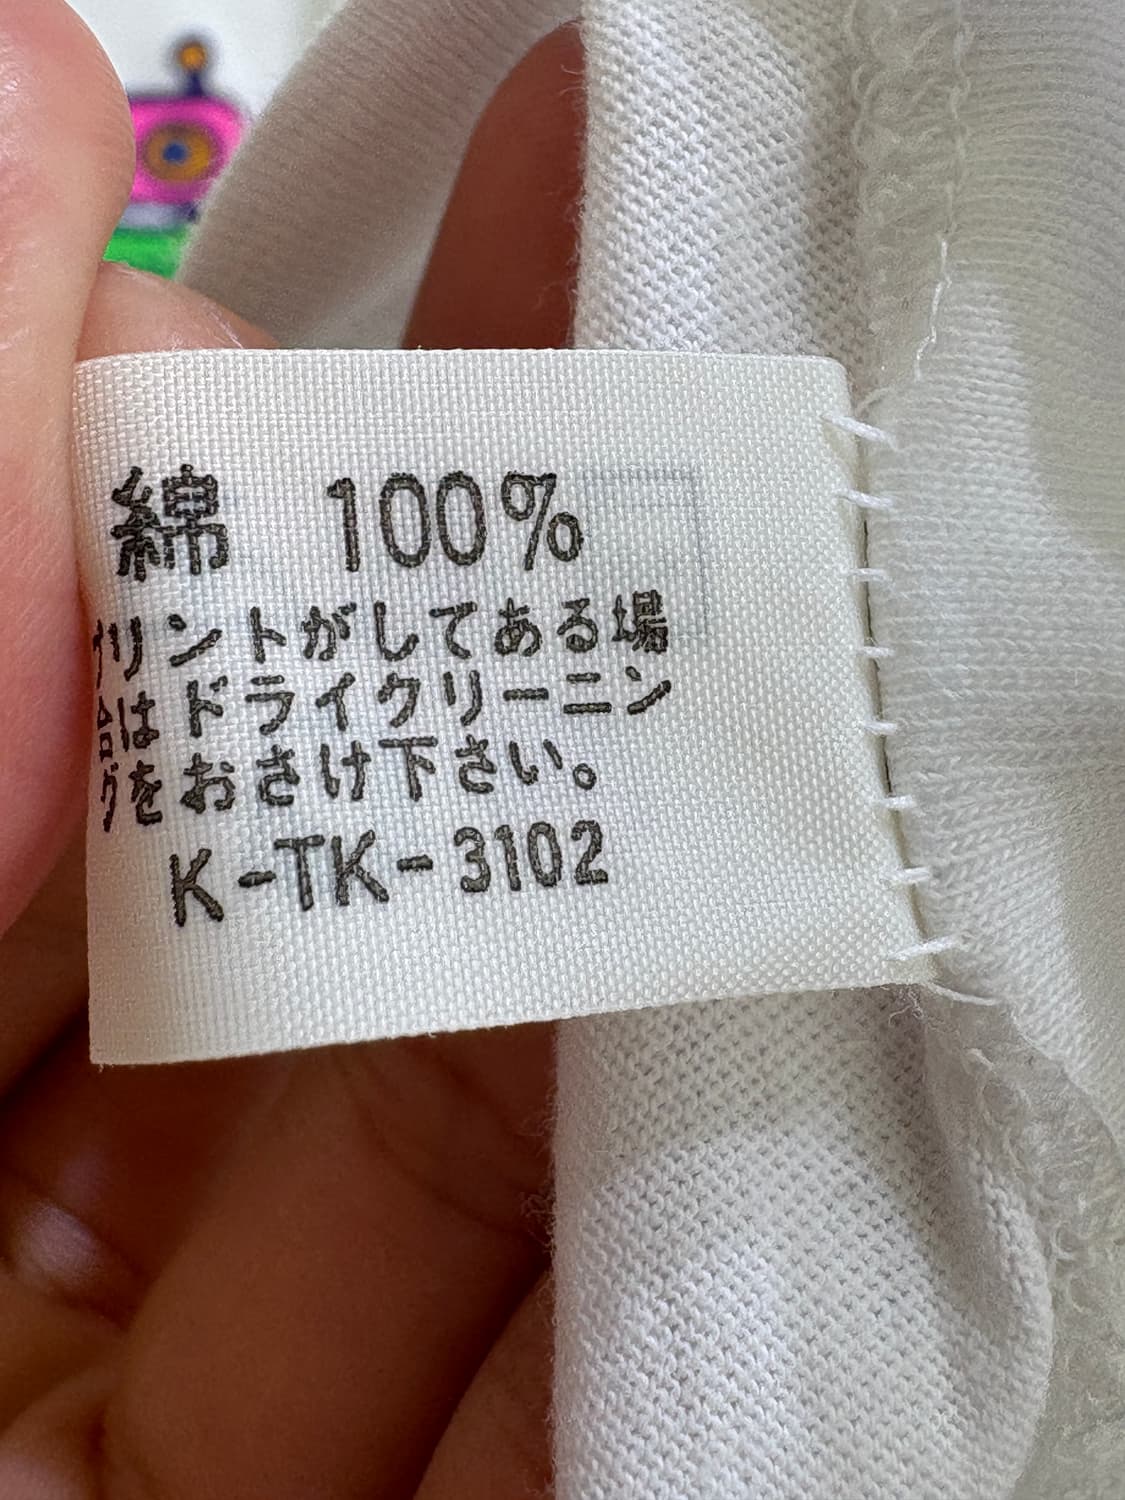 綿 100%
プリントがしてある場
合はドライクリーニン
グをおさけ下さい。
K-TK-3102